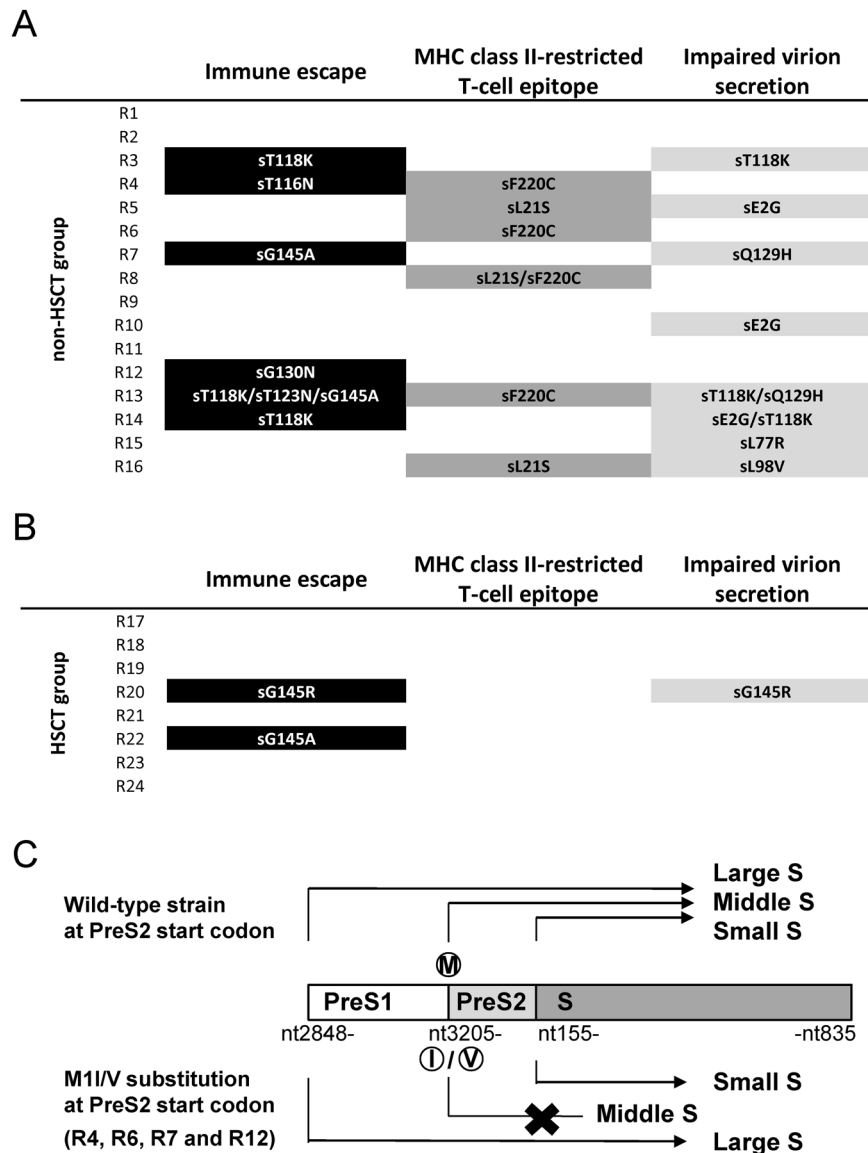 A
Immune escape MHC class II-restricted T-cell epitope Impaired virion secretion
non-HSCT group
R1
R2
R3 sT118K sT118K
R4 sT116N sF220C
R5 sL21S sE2G
R6 sF220C
R7 sG145A sQ129H
R8 sL21S/sF220C
R9
R10 sE2G
R11
R12 sG130N
R13 sT118K/sT123N/sG145A sF220C sT118K/sQ129H
R14 sT118K sE2G/sT118K
R15 sL77R
R16 sL21S sL98V
B
Immune escape MHC class II-restricted T-cell epitope Impaired virion secretion
HSCT group
R17
R18
R19
R20 sG145R sG145R
R21
R22 sG145A
R23
R24
C
Wild-type strain
at PreS2 start codon
Large S
Middle S
Small S
M
PreS1 PreS2 S
nt2848- nt3205- nt155- -nt835
I / V
M1I/V substitution
at PreS2 start codon
(R4, R6, R7 and R12)
Small S
Middle S
Large S